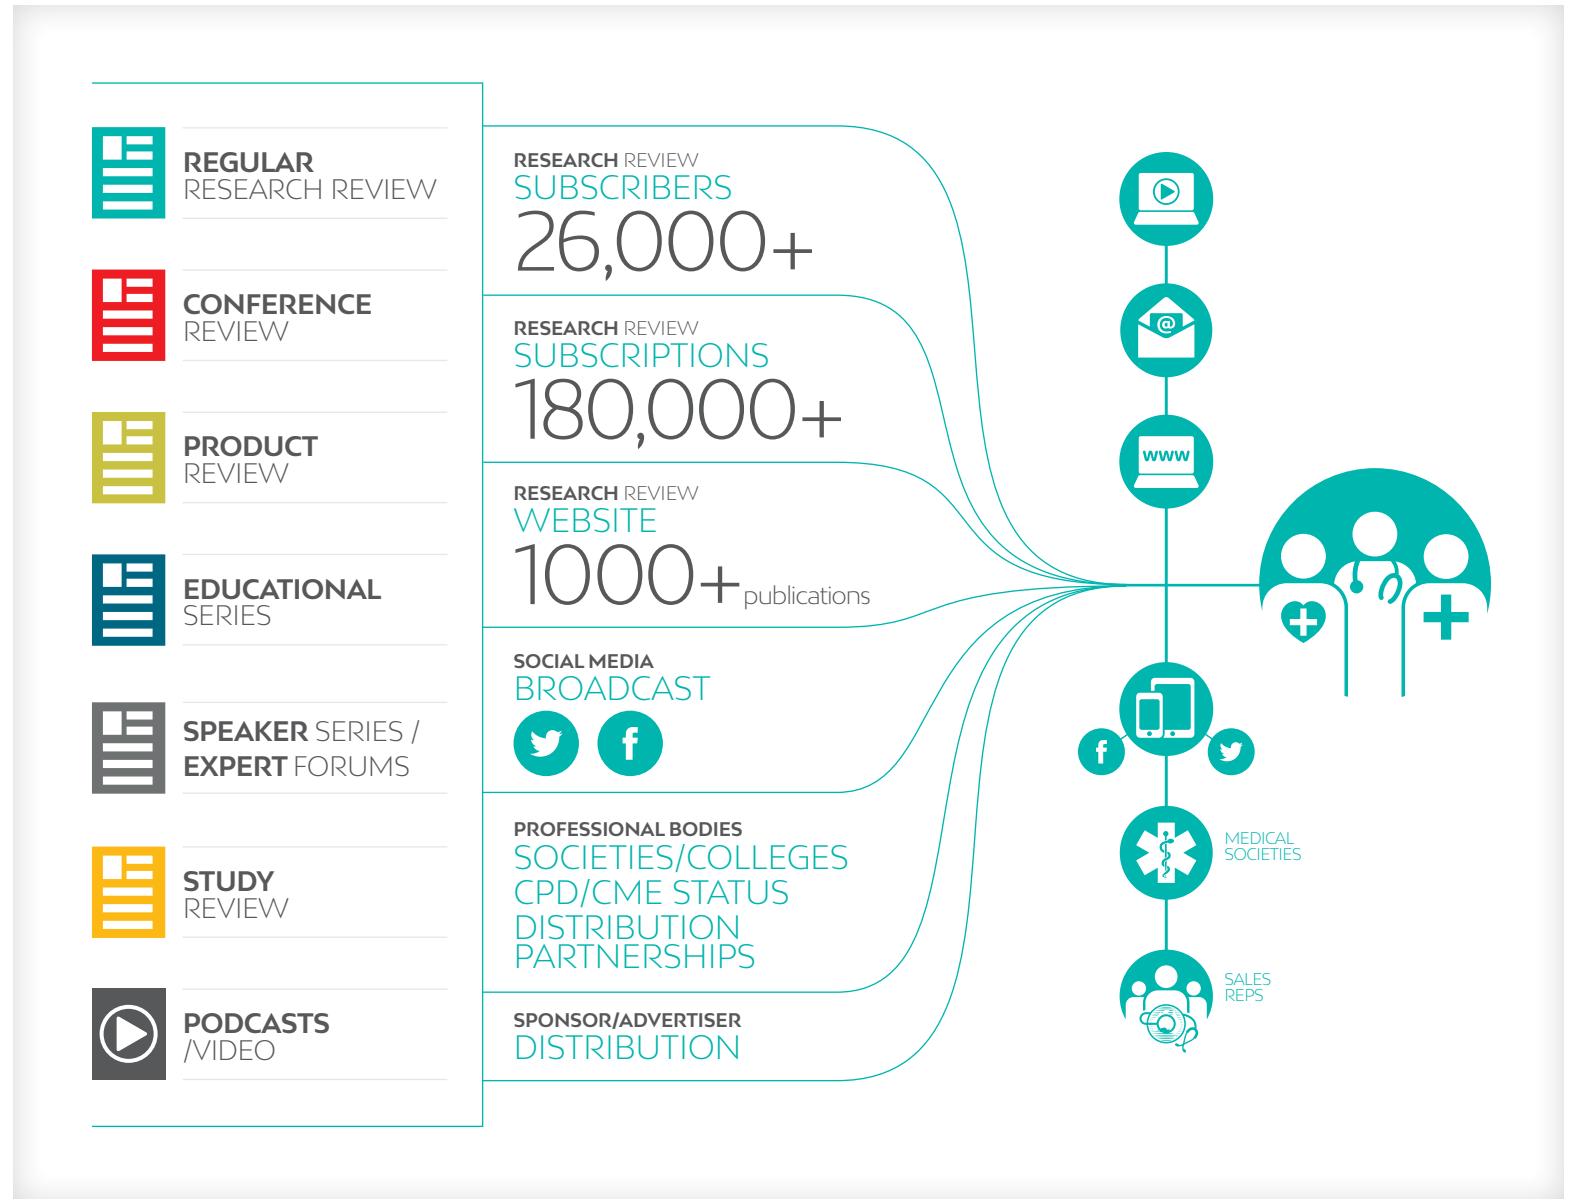 REGULAR
RESEARCH REVIEW
CONFERENCE
REVIEW
PRODUCT
REVIEW
EDUCATIONAL
SERIES
SPEAKER SERIES /
EXPERT FORUMS
STUDY
REVIEW
PODCASTS
/VIDEO
RESEARCH REVIEW
SUBSCRIBERS
26,000+
RESEARCH REVIEW
SUBSCRIPTIONS
180,000+
RESEARCH REVIEW
WEBSITE
1000+ publications
SOCIAL MEDIA
BROADCAST
f
PROFESSIONAL BODIES
SOCIETIES/COLLEGES
CPD/CME STATUS
DISTRIBUTION
PARTNERSHIPS
SPONSOR/ADVERTISER
DISTRIBUTION
@
www
f
MEDICAL
SOCIETIES
SALES
REPS